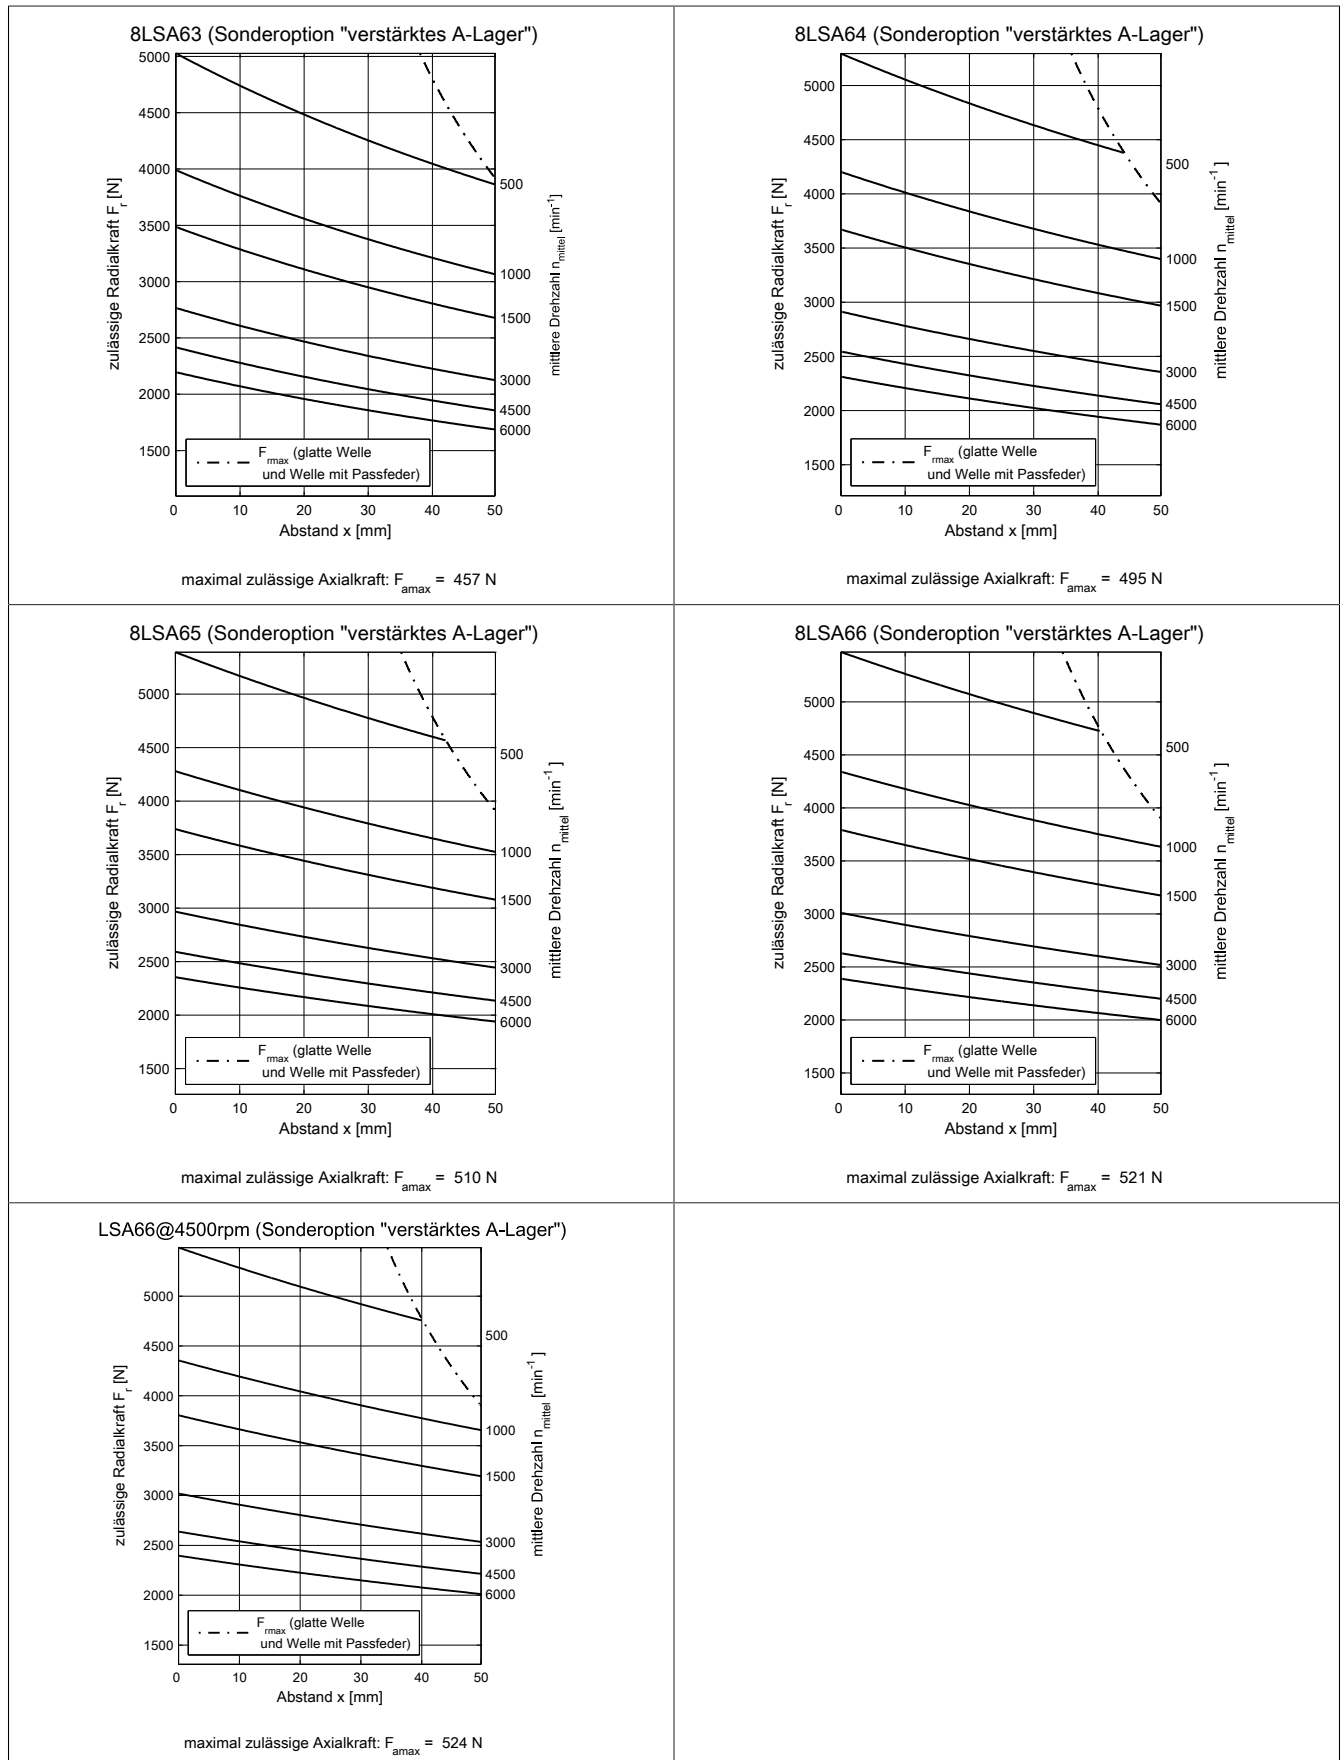 8LSA63 (Sonderoption "verstärktes A-Lager")
zulässige Radialkraft F_r [N]
5000
4500
4000
3500
3000
2500
2000
1500
500
1000
1500
3000
4500
6000
mittlere Drehzahl n_mittel [min⁻¹]
F_rmax (glatte Welle
und Welle mit Passfeder)
0 10 20 30 40 50
Abstand x [mm]
maximal zulässige Axialkraft: F_amax = 457 N
8LSA64 (Sonderoption "verstärktes A-Lager")
zulässige Radialkraft F_r [N]
5000
4500
4000
3500
3000
2500
2000
1500
500
1000
1500
3000
4500
6000
mittlere Drehzahl n_mittel [min⁻¹]
F_rmax (glatte Welle
und Welle mit Passfeder)
0 10 20 30 40 50
Abstand x [mm]
maximal zulässige Axialkraft: F_amax = 495 N
8LSA65 (Sonderoption "verstärktes A-Lager")
zulässige Radialkraft F_r [N]
5000
4500
4000
3500
3000
2500
2000
1500
500
1000
1500
3000
4500
6000
mittlere Drehzahl n_mittel [min⁻¹]
F_rmax (glatte Welle
und Welle mit Passfeder)
0 10 20 30 40 50
Abstand x [mm]
maximal zulässige Axialkraft: F_amax = 510 N
8LSA66 (Sonderoption "verstärktes A-Lager")
zulässige Radialkraft F_r [N]
5000
4500
4000
3500
3000
2500
2000
1500
500
1000
1500
3000
4500
6000
mittlere Drehzahl n_mittel [min⁻¹]
F_rmax (glatte Welle
und Welle mit Passfeder)
0 10 20 30 40 50
Abstand x [mm]
maximal zulässige Axialkraft: F_amax = 521 N
LSA66@4500rpm (Sonderoption "verstärktes A-Lager")
zulässige Radialkraft F_r [N]
5000
4500
4000
3500
3000
2500
2000
1500
500
1000
1500
3000
4500
6000
mittlere Drehzahl n_mittel [min⁻¹]
F_rmax (glatte Welle
und Welle mit Passfeder)
0 10 20 30 40 50
Abstand x [mm]
maximal zulässige Axialkraft: F_amax = 524 N